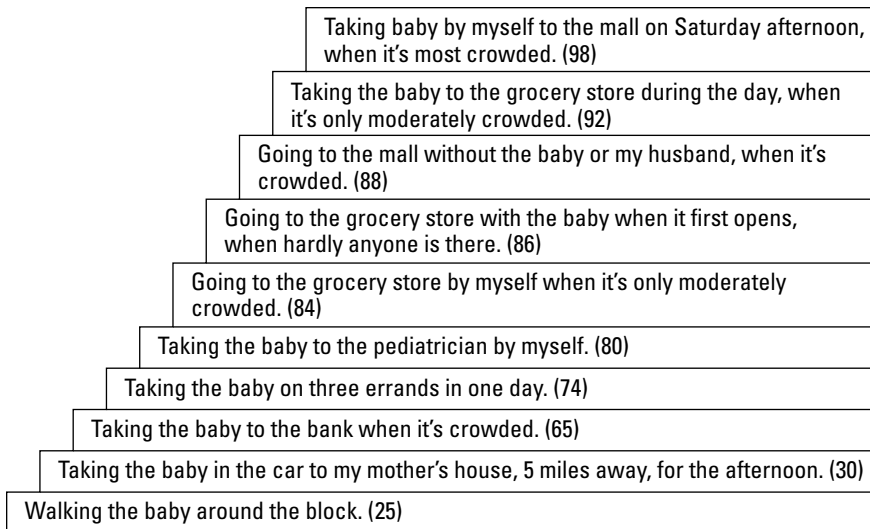 Taking baby by myself to the mall on Saturday afternoon,
when it's most crowded. (98)
Taking the baby to the grocery store during the day, when
it's only moderately crowded. (92)
Going to the mall without the baby or my husband, when it's
crowded. (88)
Going to the grocery store with the baby when it first opens,
when hardly anyone is there. (86)
Going to the grocery store by myself when it's only moderately
crowded. (84)
Taking the baby to the pediatrician by myself. (80)
Taking the baby on three errands in one day. (74)
Taking the baby to the bank when it's crowded. (65)
Taking the baby in the car to my mother's house, 5 miles away, for the afternoon. (30)
Walking the baby around the block. (25)